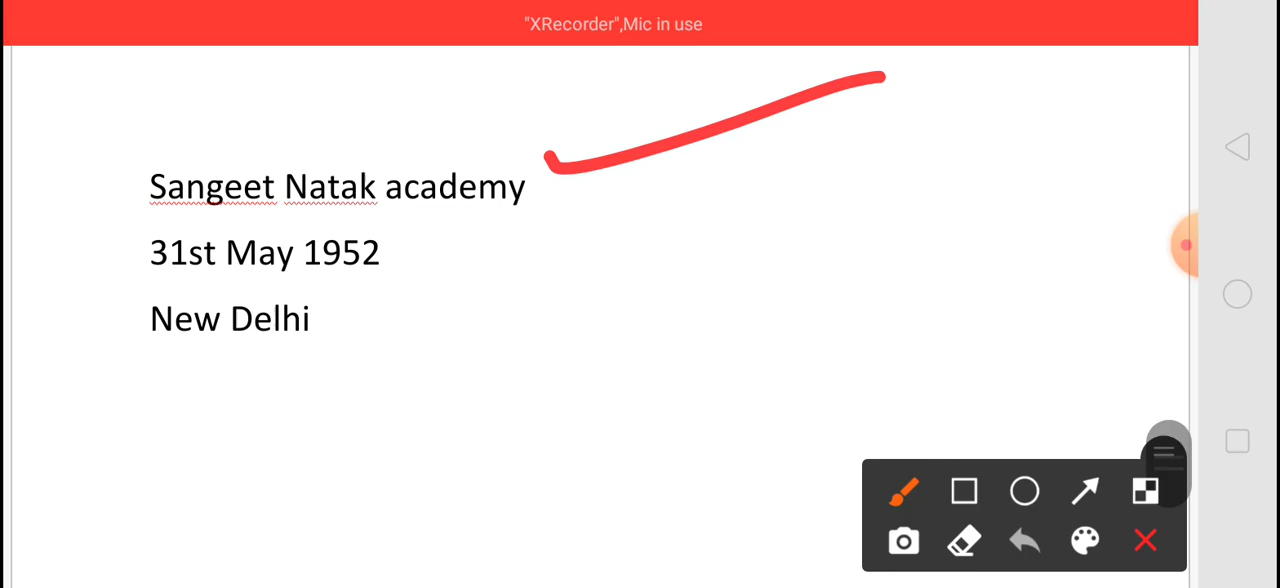 "XRecorder",Mic in use
Sangeet Natak academy
31st May 1952
New Delhi